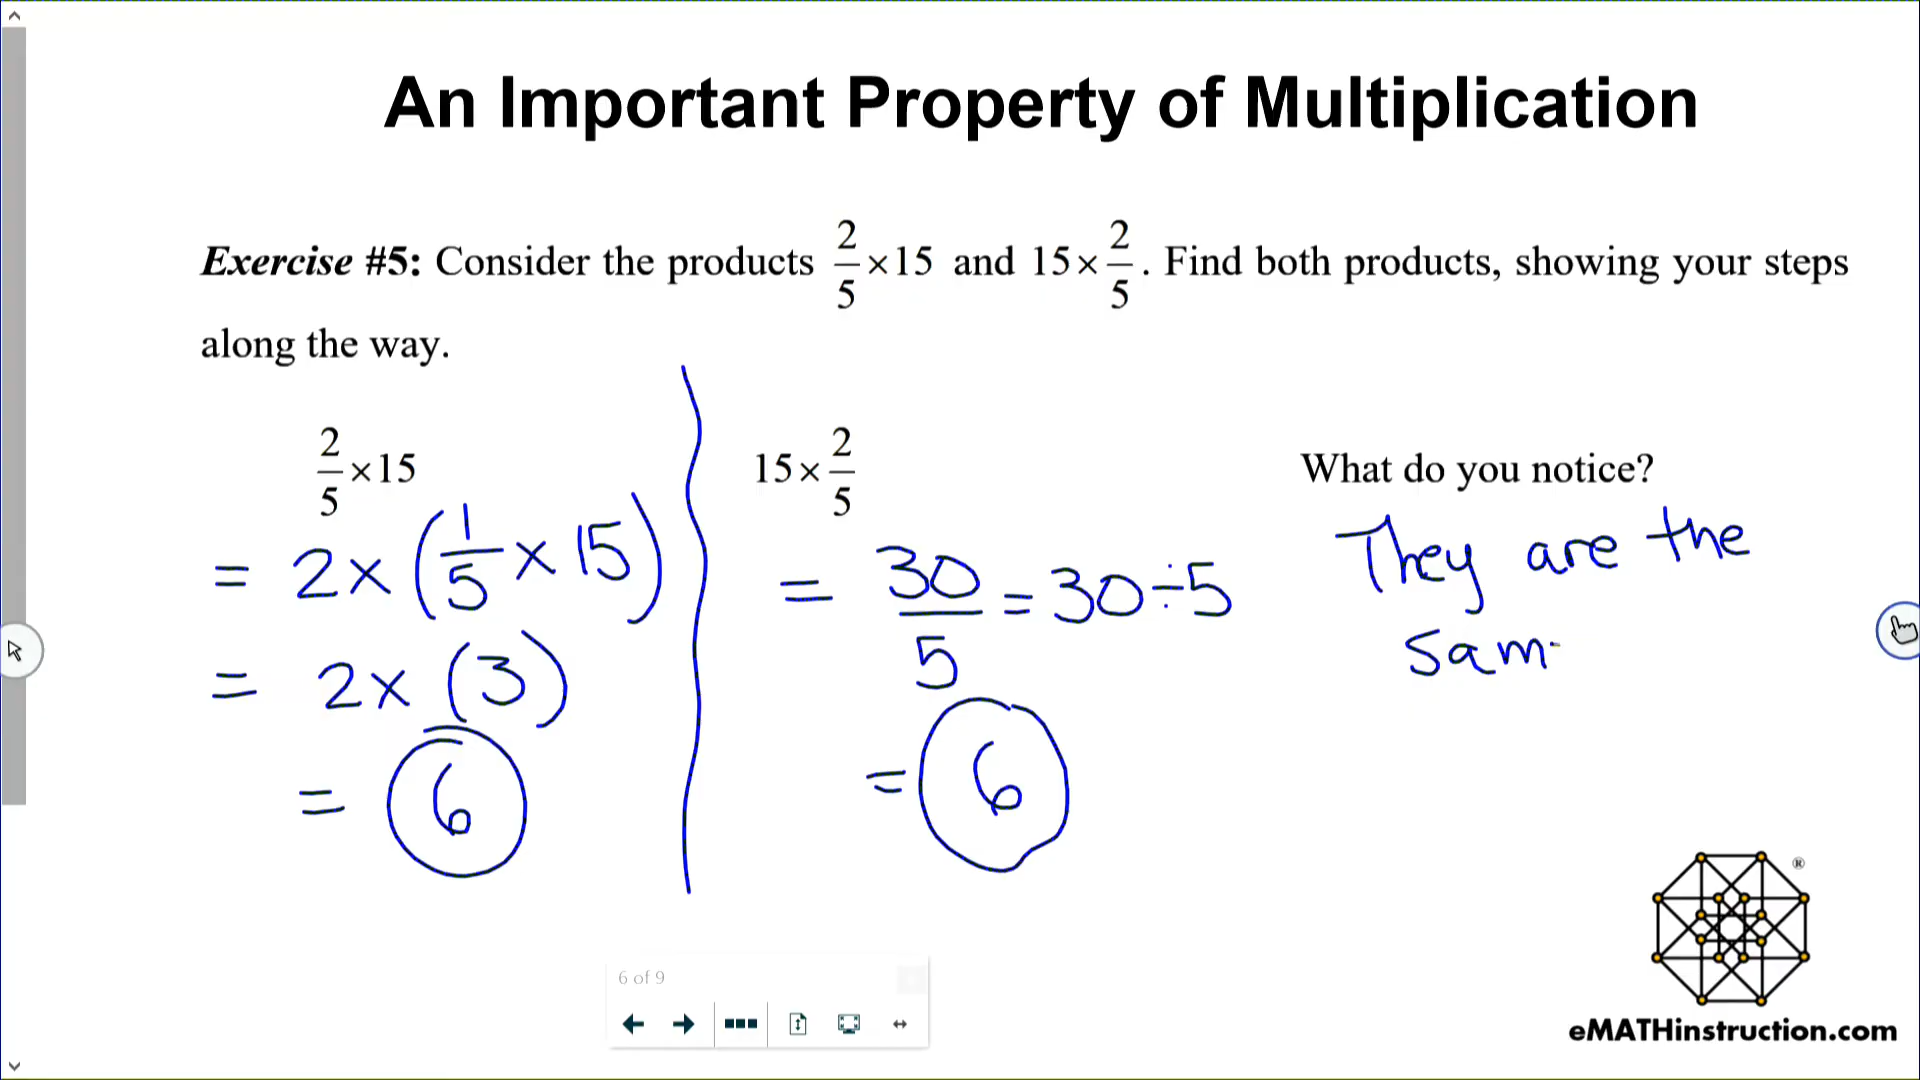 An Important Property of Multiplication
Exercise #5: Consider the products 2/5 × 15 and 15 × 2/5. Find both products, showing your steps
along the way.
2/5 × 15
= 2 × (1/5 × 15)
= 2 × (3)
= 6
15 × 2/5
= 30/5 = 30 ÷ 5
= 6
What do you notice?
They are the
sam
6 of 9
®
eMATHinstruction.com